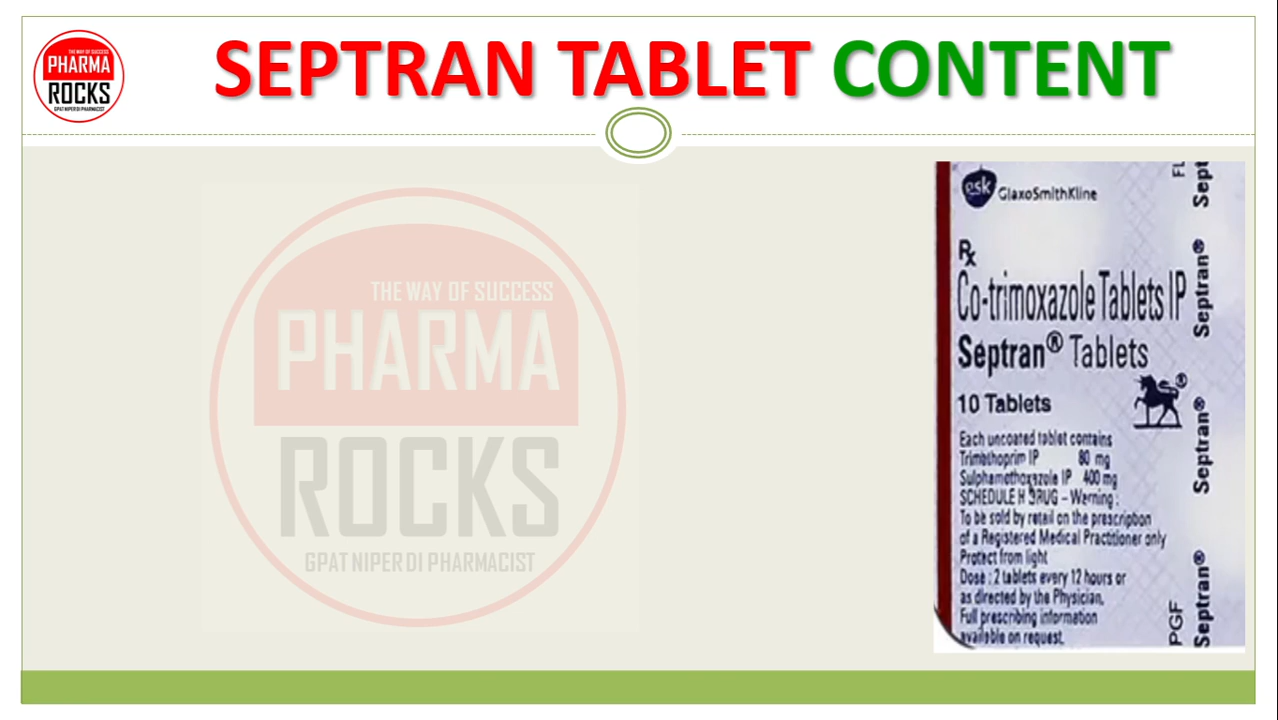 THE WAY OF SUCCESS
PHARMA
ROCKS
GPAT NIPER DI PHARMACIST
SEPTRAN TABLET CONTENT
THE WAY OF SUCCESS
PHARMA
ROCKS
GPAT NIPER DI PHARMACIST
gsk GlaxoSmithKline
Rx
Co-trimoxazole Tablets IP
Septran® Tablets
10 Tablets
Each uncoated tablet contains
Trimethoprim IP 80 mg
Sulphamethoxazole IP 400 mg
SCHEDULE H DRUG – Warning :
To be sold by retail on the prescription
of a Registered Medical Practitioner only
Protect from light
Dose : 2 tablets every 12 hours or
as directed by the Physician.
Full prescribing information
available on request.
FL
Sept
Septran®
Septran®
Septran®
PGF